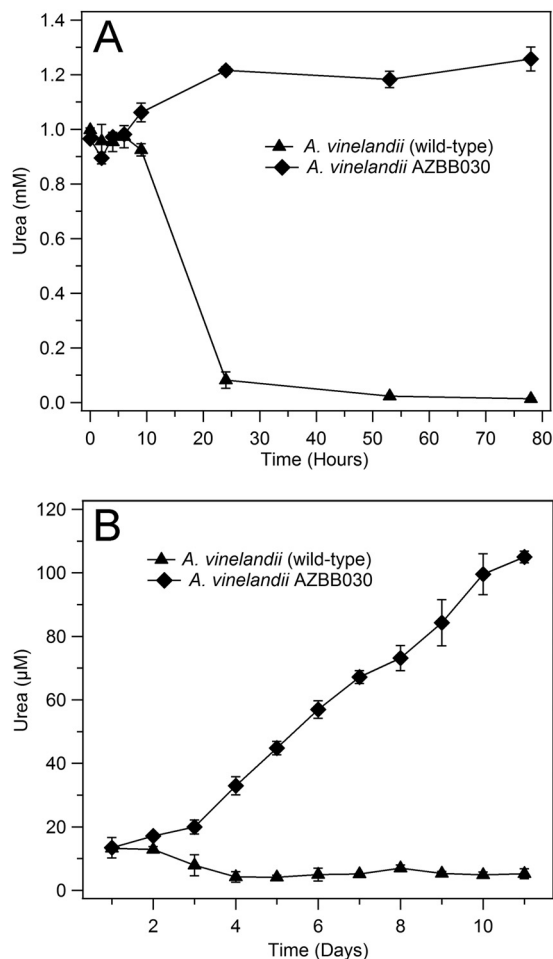 A
1.4
1.2
1.0
0.8
0.6
0.4
0.2
0.0
Urea (mM)
A. vinelandii (wild-type)
A. vinelandii AZBB030
0 10 20 30 40 50 60 70 80
Time (Hours)
B
120
100
80
60
40
20
0
Urea (µM)
A. vinelandii (wild-type)
A. vinelandii AZBB030
2 4 6 8 10
Time (Days)